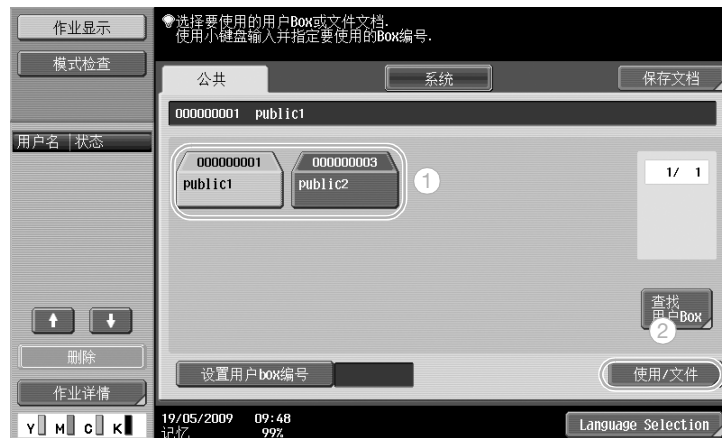 作业显示
模式检查
用户名 状态
删除
作业详情
Y M C K
选择要使用的用户Box或文件文档.
使用小键盘输入并指定要使用的Box编号.
公共 系统 保存文档
000000001 public1
000000001 000000003
public1 public2
1
1/ 1
查找
用户Box
2
设置用户box编号
使用/文件
19/05/2009 09:48
记忆 99%
Language Selection